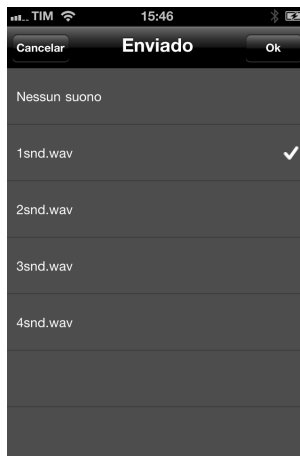 TIM 15:46
Cancelar Enviado Ok
Nessun suono
1snd.wav
2snd.wav
3snd.wav
4snd.wav